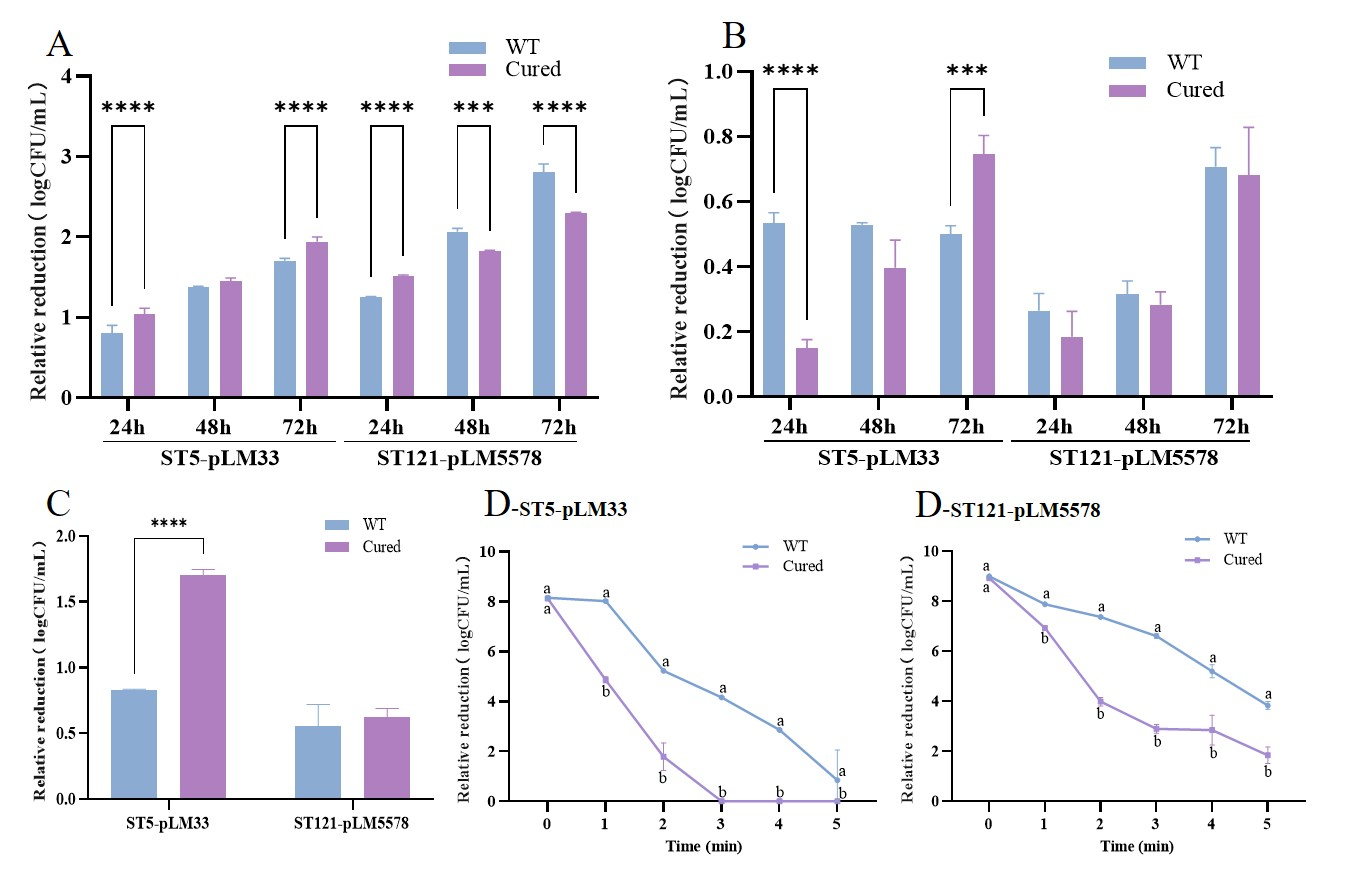 A
WT
Cured
Relative reduction（logCFU/mL）
4
3
2
1
0
**** **** **** *** ****
24h 48h 72h 24h 48h 72h
ST5-pLM33 ST121-pLM5578
B
WT
Cured
Relative reduction（logCFU/mL）
1.0
0.8
0.6
0.4
0.2
0.0
**** ***
24h 48h 72h 24h 48h 72h
ST5-pLM33 ST121-pLM5578
C
WT
Cured
Relative reduction（logCFU/mL）
2.0
1.5
1.0
0.5
0.0
****
ST5-pLM33 ST121-pLM5578
D-ST5-pLM33
WT
Cured
Relative reduction（logCFU/mL）
10
8
6
4
2
0
a a a a a a
a b b b b b
0 1 2 3 4 5
Time (min)
D-ST121-pLM5578
WT
Cured
Relative reduction（logCFU/mL）
10
8
6
4
2
0
a a a a a a
a b b b b b
0 1 2 3 4 5
Time (min)